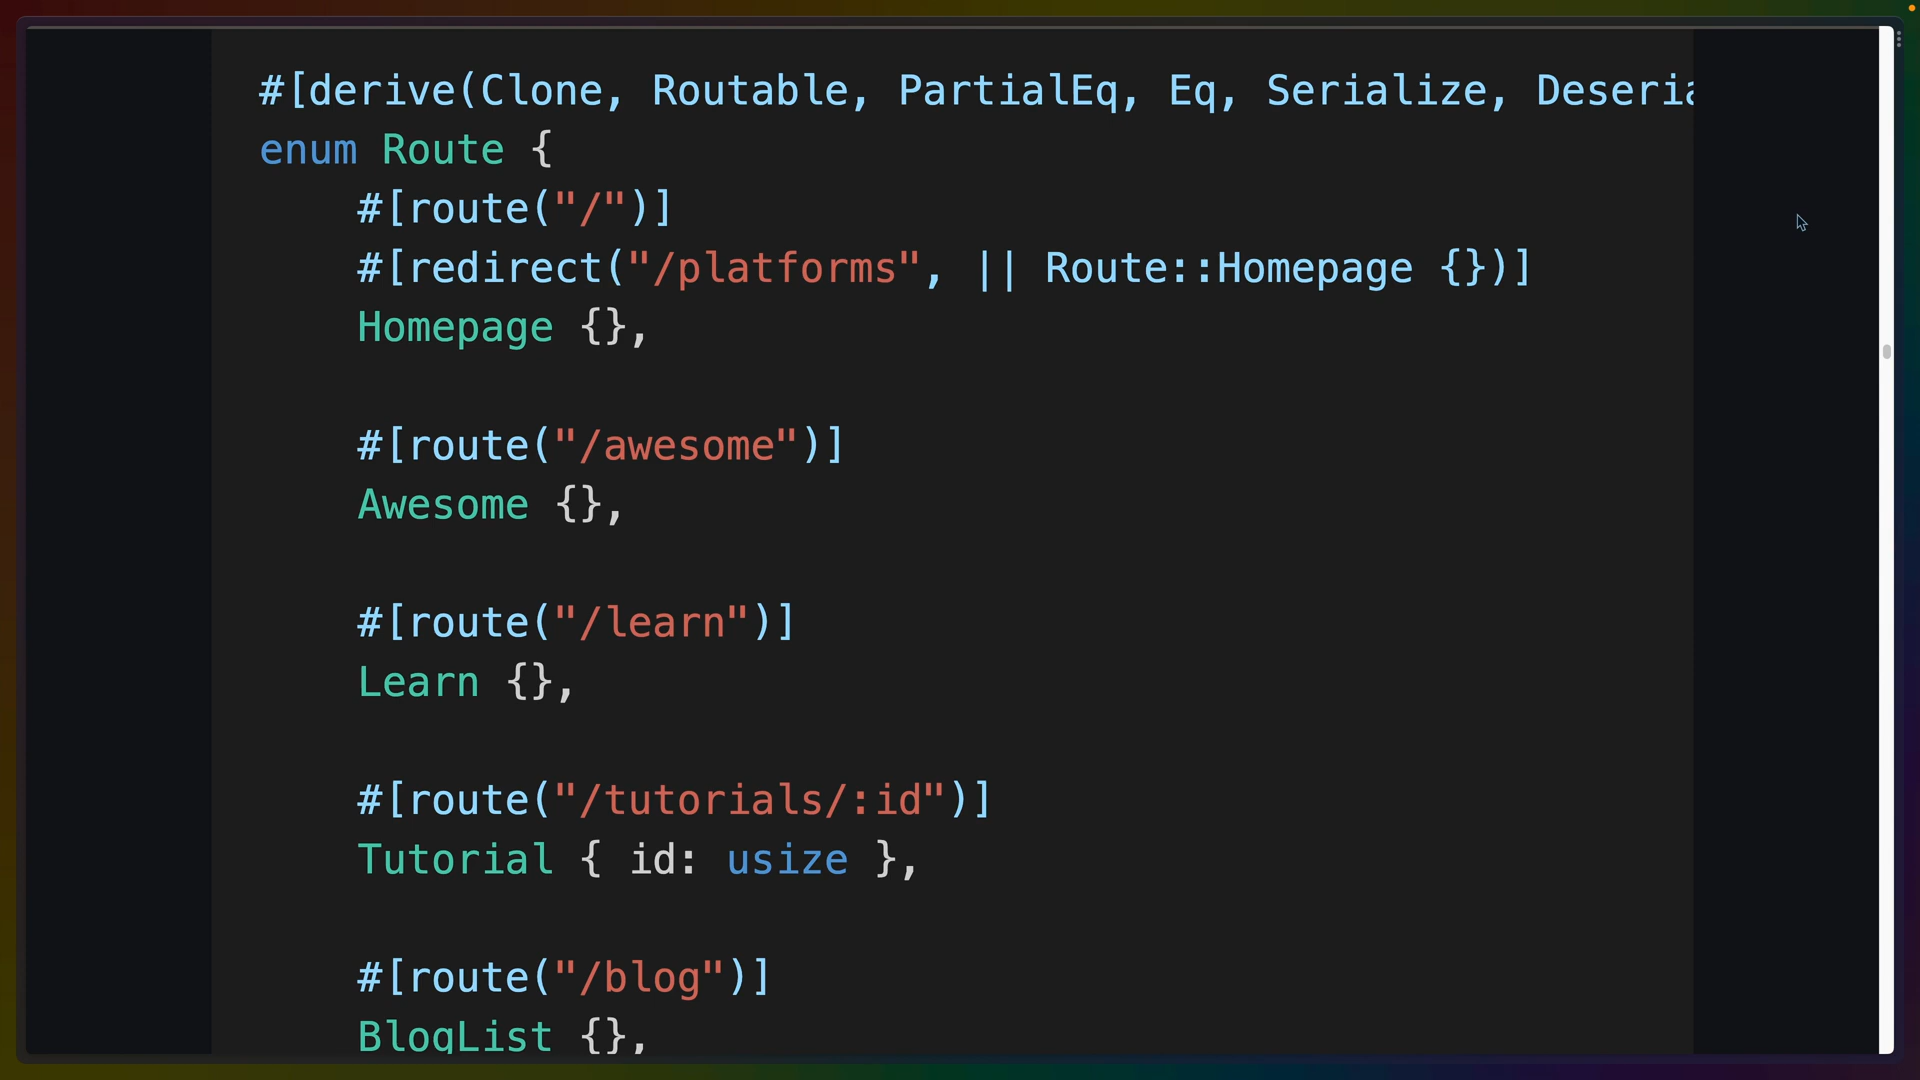 #[derive(Clone, Routable, PartialEq, Eq, Serialize, Deseria
enum Route {
#[route("/")]
#[redirect("/platforms", || Route::Homepage {})]
Homepage {},
#[route("/awesome")]
Awesome {},
#[route("/learn")]
Learn {},
#[route("/tutorials/:id")]
Tutorial { id: usize },
#[route("/blog")]
BlogList {},